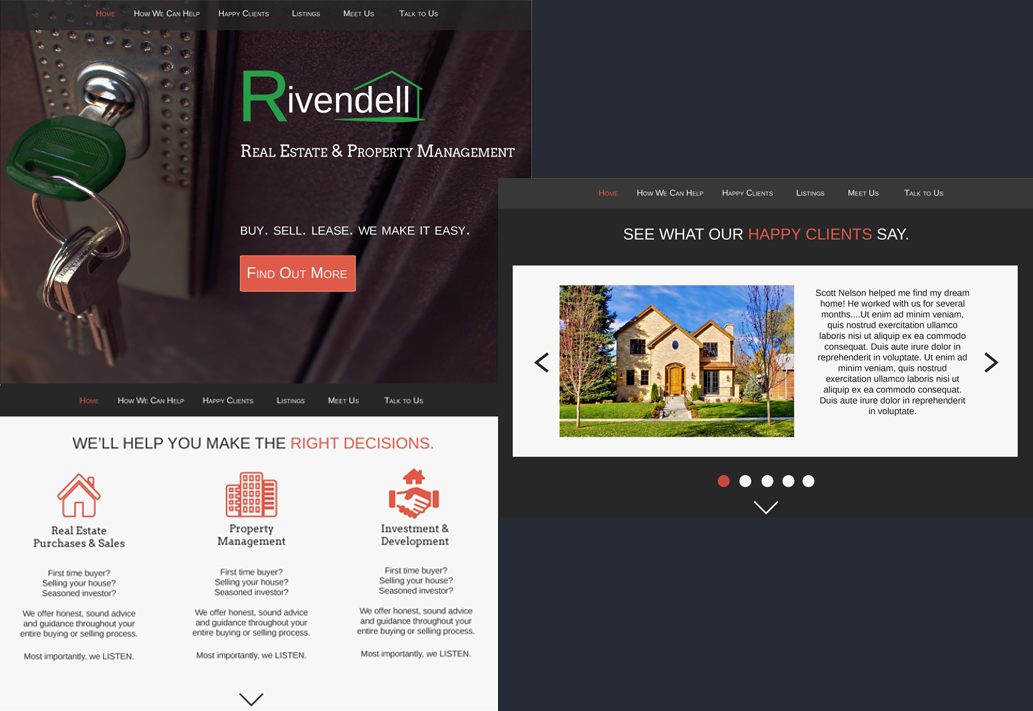 Home How We Can Help Happy Clients Listings Meet Us Talk to Us
Rivendell
Real Estate & Property Management
BUY. SELL. LEASE. WE MAKE IT EASY.
Find Out More
Home How We Can Help Happy Clients Listings Meet Us Talk to Us
WE'LL HELP YOU MAKE THE RIGHT DECISIONS.
Real Estate
Purchases & Sales
First time buyer?
Selling your house?
Seasoned investor?
We offer honest, sound advice
and guidance throughout your
entire buying or selling process.
Most importantly, we LISTEN.
Property
Management
First time buyer?
Selling your house?
Seasoned investor?
We offer honest, sound advice
and guidance throughout your
entire buying or selling process.
Most importantly, we LISTEN.
Investment &
Development
First time buyer?
Selling your house?
Seasoned investor?
We offer honest, sound advice
and guidance throughout your
entire buying or selling process.
Most importantly, we LISTEN.
Home How We Can Help Happy Clients Listings Meet Us Talk to Us
SEE WHAT OUR HAPPY CLIENTS SAY.
Scott Nelson helped me find my dream
home! He worked with us for several
months....Ut enim ad minim veniam,
quis nostrud exercitation ullamco
laboris nisi ut aliquip ex ea commodo
consequat. Duis aute irure dolor in
reprehenderit in voluptate. Ut enim ad
minim veniam, quis nostrud
exercitation ullamco laboris nisi ut
aliquip ex ea commodo consequat.
Duis aute irure dolor in reprehenderit
in voluptate.